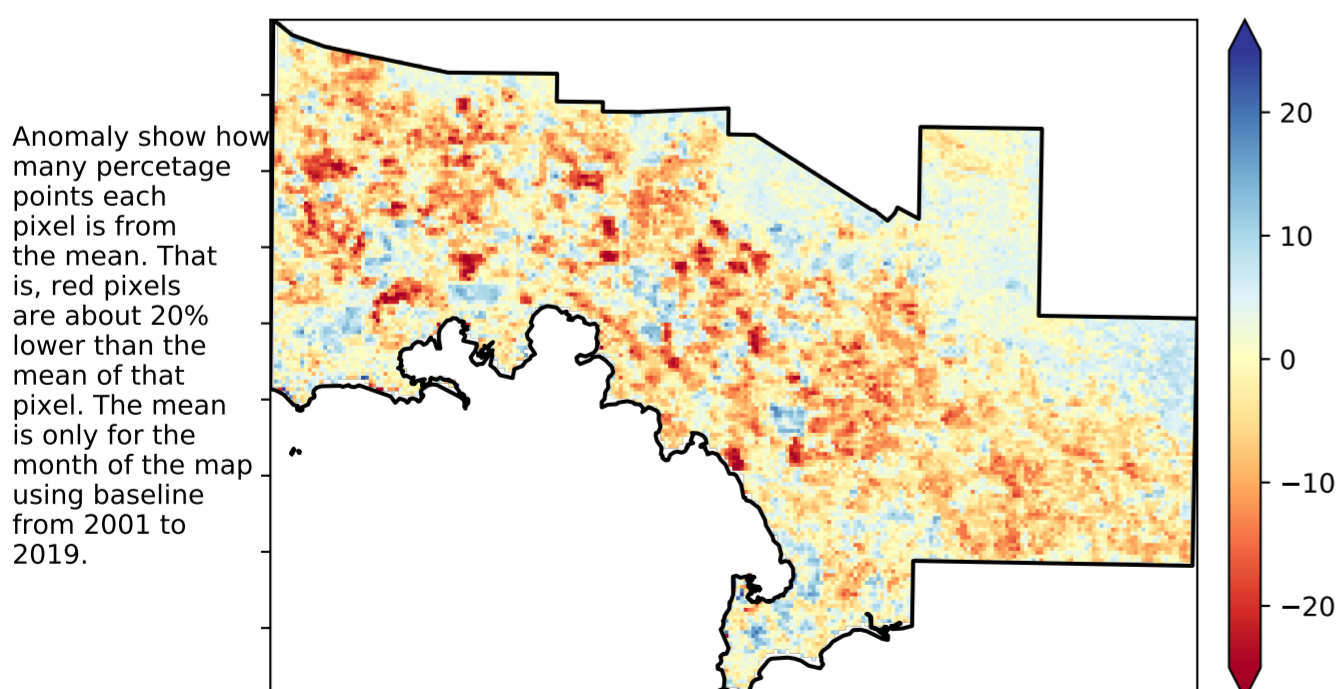 Anomaly show how
many percetage
points each
pixel is from
the mean. That
is, red pixels
are about 20%
lower than the
mean of that
pixel. The mean
is only for the
month of the map
using baseline
from 2001 to
2019.
20
10
0
−10
−20